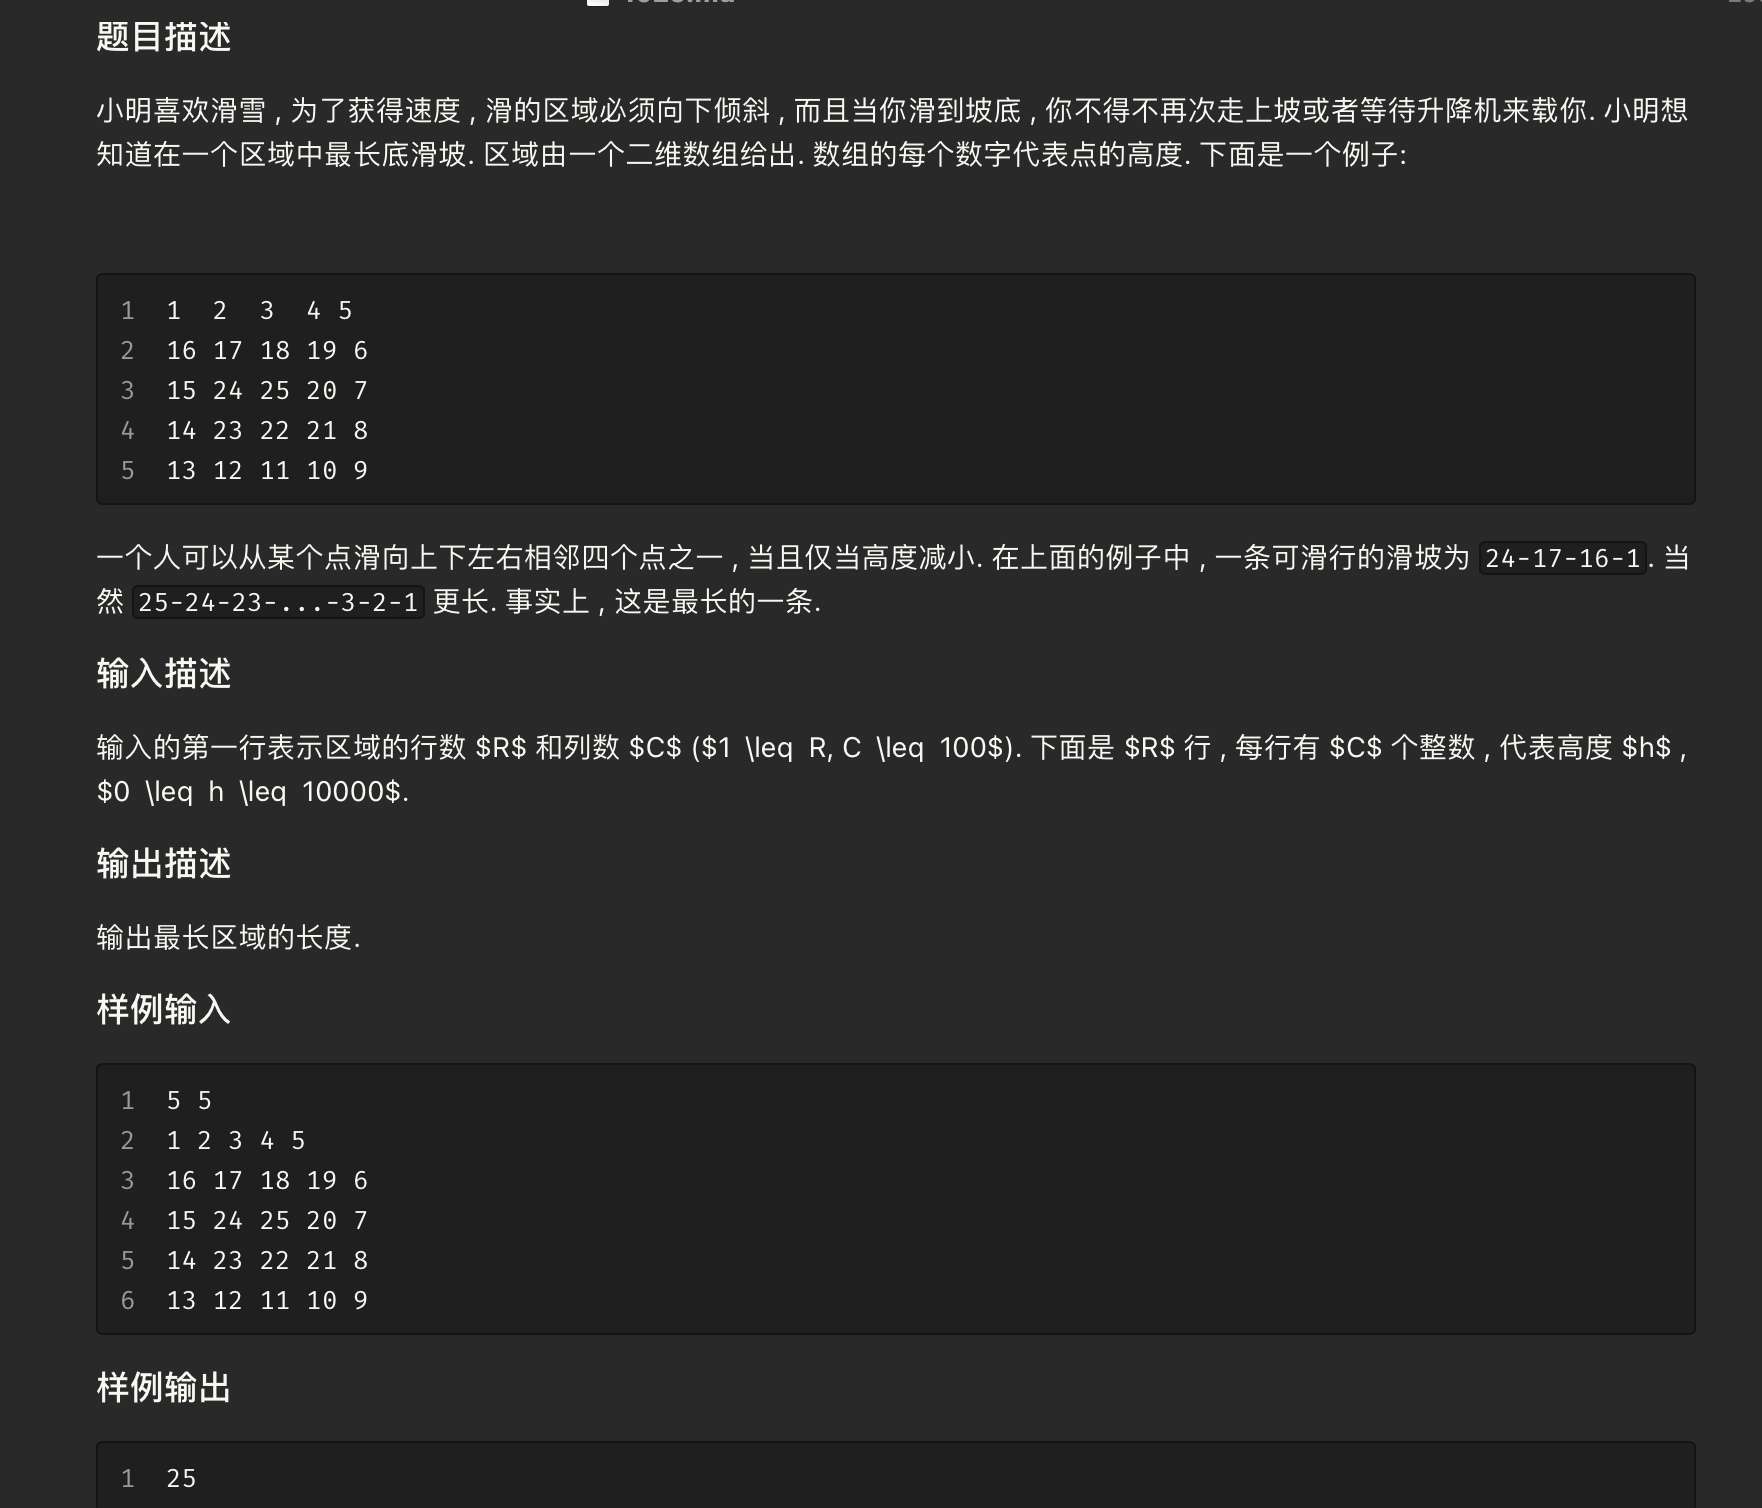 题目描述
小明喜欢滑雪 , 为了获得速度 , 滑的区域必须向下倾斜 , 而且当你滑到坡底 , 你不得不再次走上坡或者等待升降机来载你. 小明想
知道在一个区域中最长底滑坡. 区域由一个二维数组给出. 数组的每个数字代表点的高度. 下面是一个例子:
1 1 2 3 4 5
2 16 17 18 19 6
3 15 24 25 20 7
4 14 23 22 21 8
5 13 12 11 10 9
一个人可以从某个点滑向上下左右相邻四个点之一 , 当且仅当高度减小. 在上面的例子中 , 一条可滑行的滑坡为 24-17-16-1. 当
然 25-24-23-...-3-2-1 更长. 事实上 , 这是最长的一条.
输入描述
输入的第一行表示区域的行数 $R$ 和列数 $C$ ($1 \leq R, C \leq 100$). 下面是 $R$ 行 , 每行有 $C$ 个整数 , 代表高度 $h$ ,
$0 \leq h \leq 10000$.
输出描述
输出最长区域的长度.
样例输入
1 5 5
2 1 2 3 4 5
3 16 17 18 19 6
4 15 24 25 20 7
5 14 23 22 21 8
6 13 12 11 10 9
样例输出
1 25